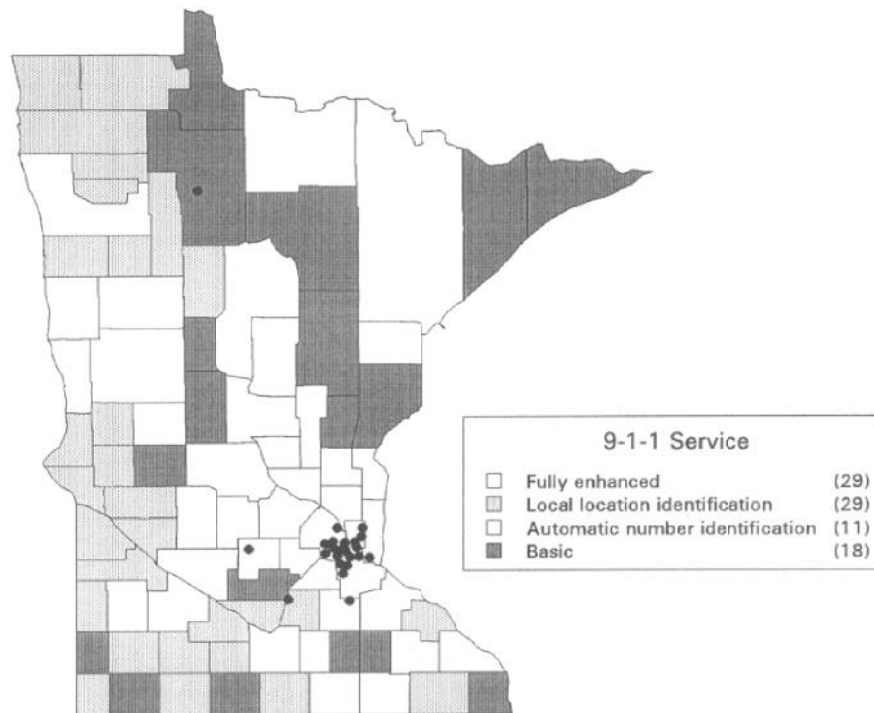 9-1-1 Service
Fully enhanced (29)
Local location identification (29)
Automatic number identification (11)
Basic (18)